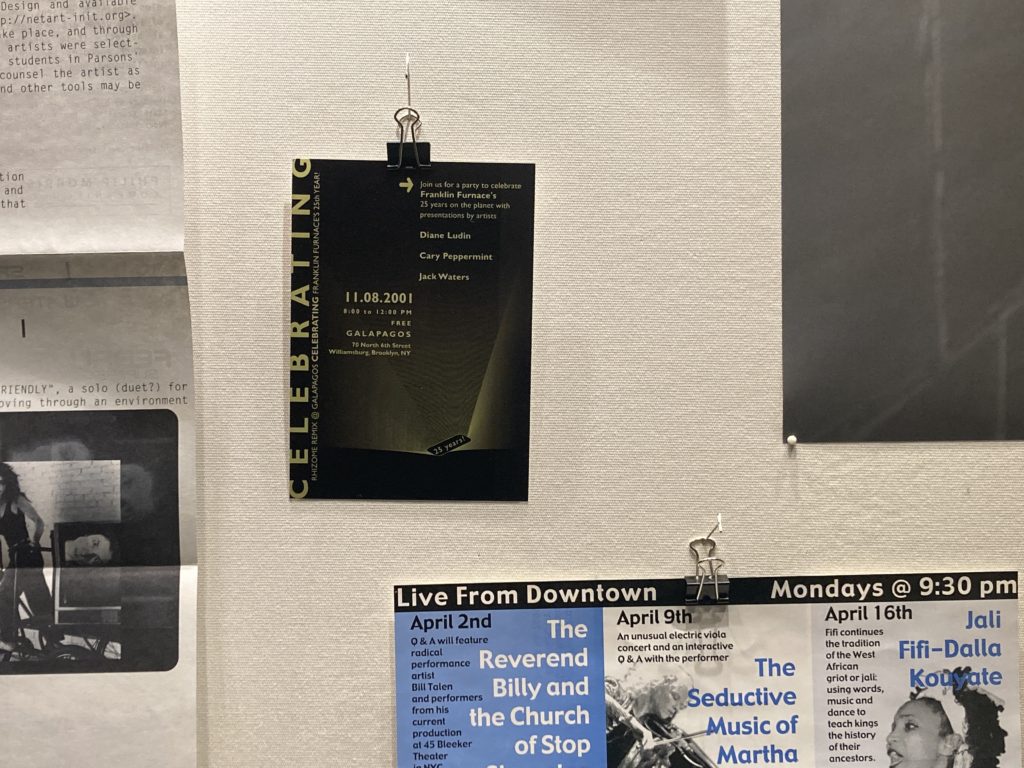 Design and available
p://netart-init.org>.
ke place, and through
artists were select-
students in Parsons'
counsel the artist as
nd other tools may be
tion
and
that
RIENDLY", a solo (duet?) for
oving through an environment
CELEBRATING
RHIZOME REMIX @ GALAPAGOS CELEBRATING FRANKLIN FURNACE'S 25th YEAR!
Join us for a party to celebrate
Franklin Furnace's
25 years on the planet with
presentations by artists
Diane Ludin
Cary Peppermint
Jack Waters
11.08.2001
8:00 to 12:00 PM
FREE
GALAPAGOS
70 North 6th Street
Williamsburg, Brooklyn, NY
25 years!
Live From Downtown
Mondays @ 9:30 pm
April 2nd
Q & A will feature
radical
performance
artist
Bill Talen
and performers
from his
current
production
at 45 Bleeker
Theater
in NYC
The
Reverend
Billy and
the Church
of Stop
April 9th
An unusual electric viola
concert and an interactive
Q & A with the performer
The
Seductive
Music of
Martha
April 16th
Fifi continues
the tradition
of the West
African
griot or jali:
using words,
music and
dance to
teach kings
the history
of their
ancestors.
Jali
Fifi-Dalla
Kouyate